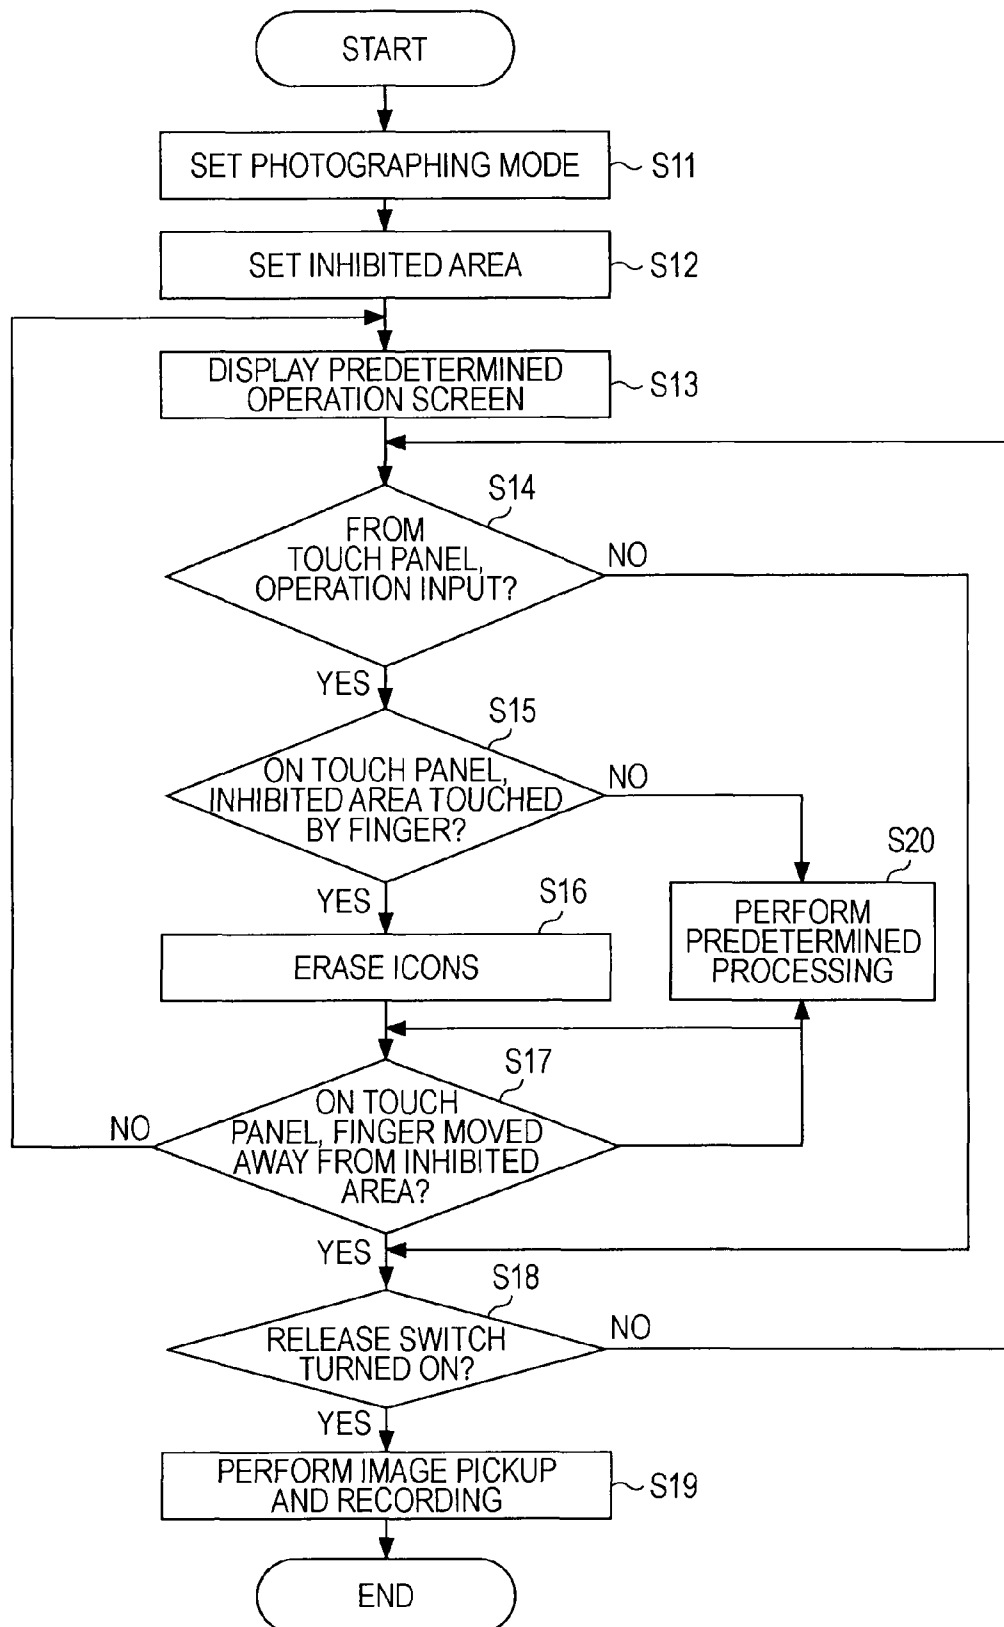 START
SET PHOTOGRAPHING MODE
S11
SET INHIBITED AREA
S12
DISPLAY PREDETERMINED
OPERATION SCREEN
S13
S14
FROM
TOUCH PANEL,
OPERATION INPUT?
NO
YES
S15
ON TOUCH PANEL,
INHIBITED AREA TOUCHED
BY FINGER?
NO
YES
S16
ERASE ICONS
S20
PERFORM
PREDETERMINED
PROCESSING
S17
ON TOUCH
PANEL, FINGER MOVED
AWAY FROM INHIBITED
AREA?
NO
YES
S18
RELEASE SWITCH
TURNED ON?
NO
YES
PERFORM IMAGE PICKUP
AND RECORDING
S19
END